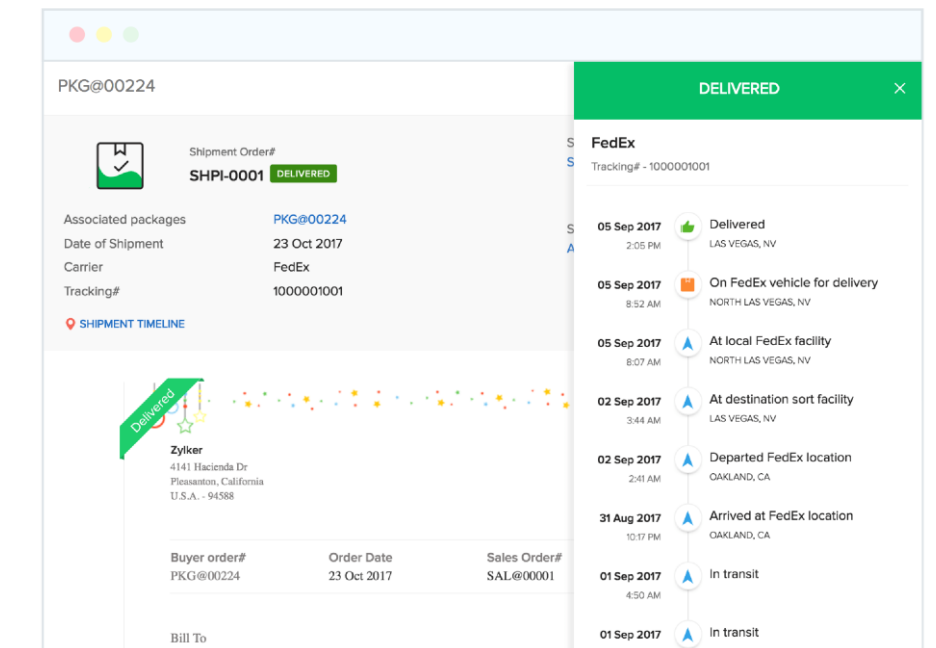 PKG@00224
Shipment Order#
SHPI-0001 DELIVERED
Associated packages PKG@00224
Date of Shipment 23 Oct 2017
Carrier FedEx
Tracking# 1000001001
SHIPMENT TIMELINE
S
S
S
A
Delivered
Zylker
4141 Hacienda Dr
Pleasanton, California
U.S.A. - 94588
Buyer order# Order Date Sales Order#
PKG@00224 23 Oct 2017 SAL@00001
Bill To
DELIVERED
FedEx
Tracking# - 1000001001
05 Sep 2017 Delivered
2:05 PM LAS VEGAS, NV
05 Sep 2017 On FedEx vehicle for delivery
8:52 AM NORTH LAS VEGAS, NV
05 Sep 2017 At local FedEx facility
8:07 AM NORTH LAS VEGAS, NV
02 Sep 2017 At destination sort facility
3:44 AM LAS VEGAS, NV
02 Sep 2017 Departed FedEx location
2:41 AM OAKLAND, CA
31 Aug 2017 Arrived at FedEx location
10:17 PM OAKLAND, CA
01 Sep 2017 In transit
4:50 AM
01 Sep 2017 In transit